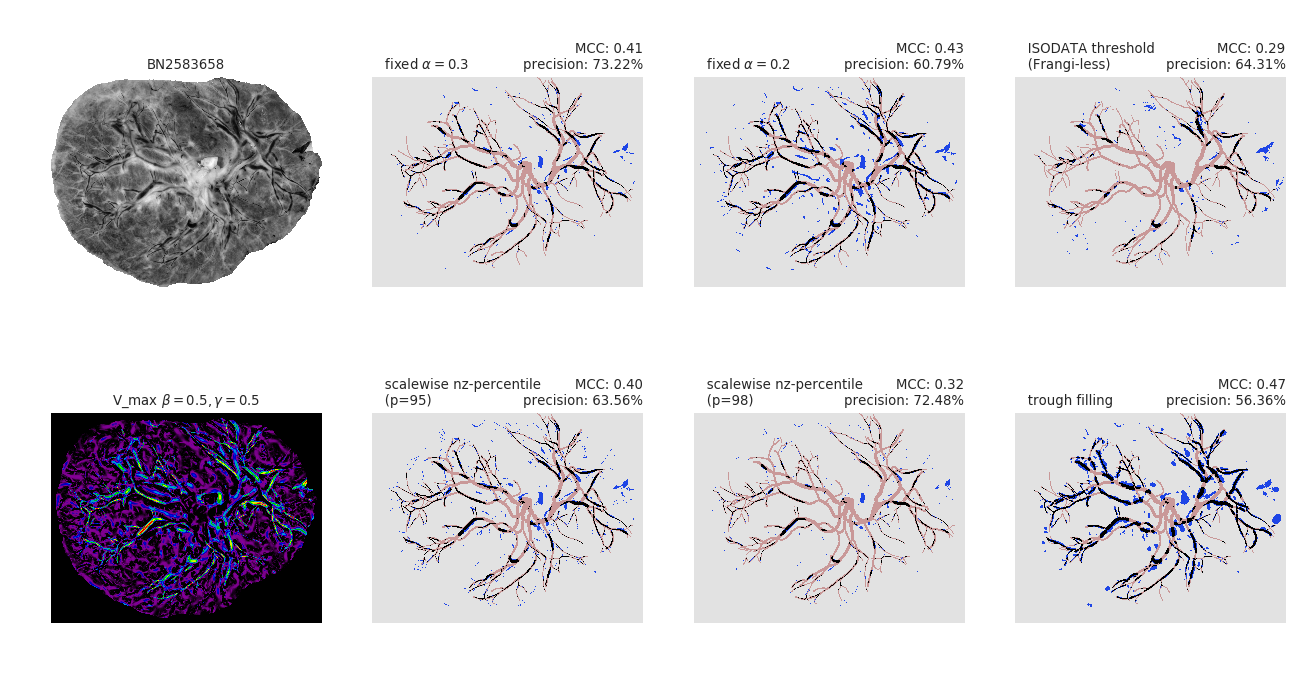 BN2583658
fixed α = 0.3
MCC: 0.41
precision: 73.22%
fixed α = 0.2
MCC: 0.43
precision: 60.79%
ISODATA threshold
(Frangi-less)
MCC: 0.29
precision: 64.31%
V_max β = 0.5, γ = 0.5
scalewise nz-percentile
(p=95)
MCC: 0.40
precision: 63.56%
scalewise nz-percentile
(p=98)
MCC: 0.32
precision: 72.48%
trough filling
MCC: 0.47
precision: 56.36%